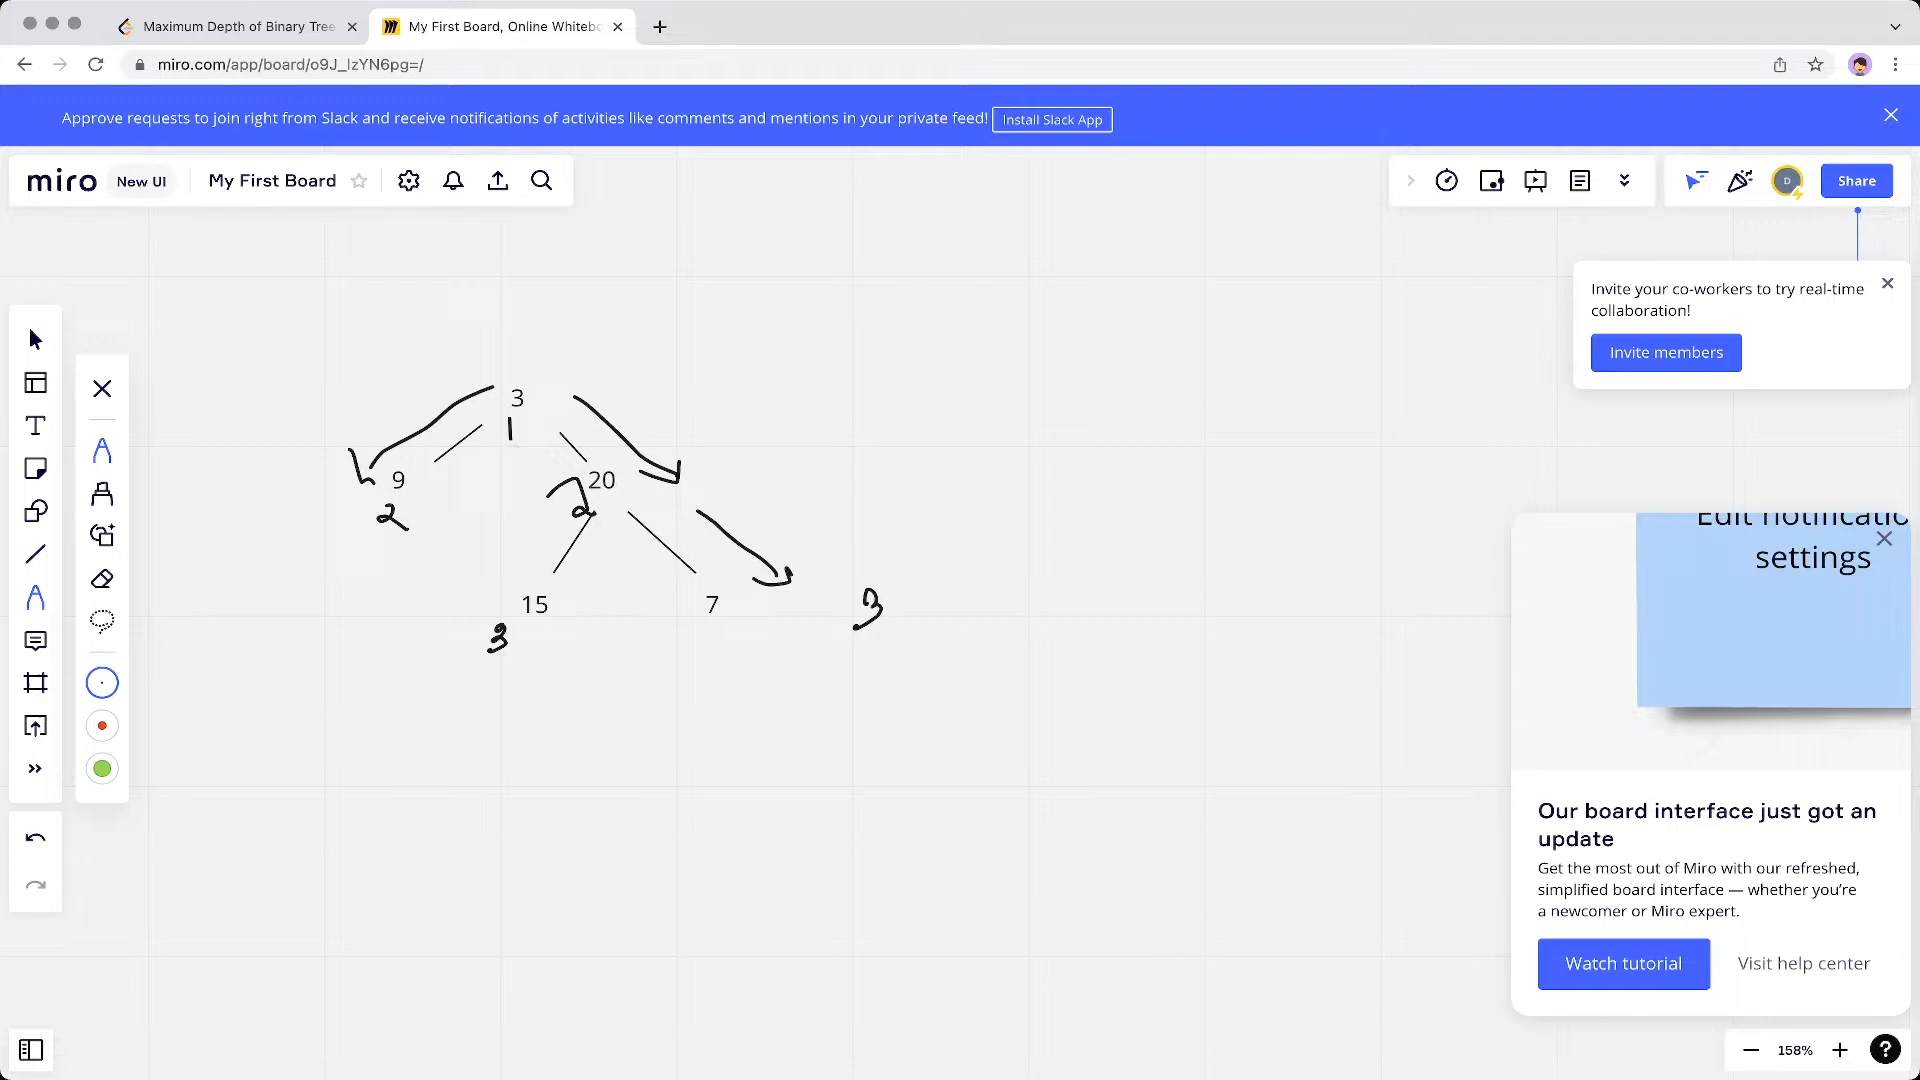 Maximum Depth of Binary Tree
My First Board, Online Whitebo
miro.com/app/board/o9J_lzYN6pg=/
Approve requests to join right from Slack and receive notifications of activities like comments and mentions in your private feed! Install Slack App
miro New UI My First Board
D
Share
Invite your co-workers to try real-time
collaboration!
Invite members
3
1
9 20
2 2
15 7
3 3
Edit notificatio
settings
Our board interface just got an
update
Get the most out of Miro with our refreshed,
simplified board interface — whether you're
a newcomer or Miro expert.
Watch tutorial Visit help center
158%